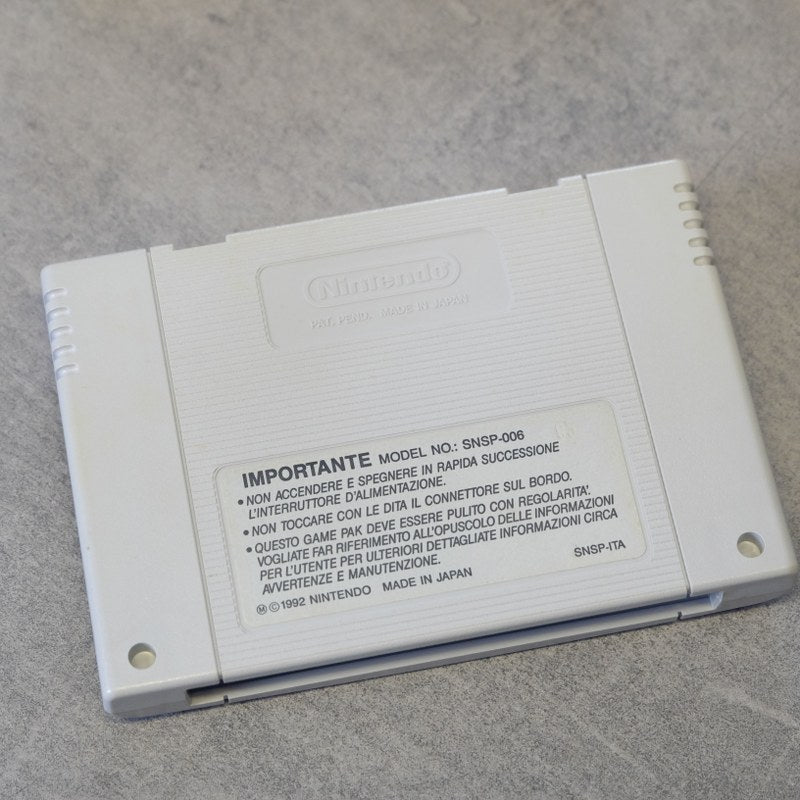 Nintendo
PAT. PEND. MADE IN JAPAN
IMPORTANTE MODEL NO.: SNSP-006
• NON ACCENDERE E SPEGNERE IN RAPIDA SUCCESSIONE
L'INTERRUTTORE D'ALIMENTAZIONE.
• NON TOCCARE CON LE DITA IL CONNETTORE SUL BORDO.
• QUESTO GAME PAK DEVE ESSERE PULITO CON REGOLARITA'.
VOGLIATE FAR RIFERIMENTO ALL'OPUSCOLO DELLE INFORMAZIONI
PER L'UTENTE PER ULTERIORI DETTAGLIATE INFORMAZIONI CIRCA
AVVERTENZE E MANUTENZIONE.
Ⓜ©1992 NINTENDO MADE IN JAPAN
SNSP-ITA